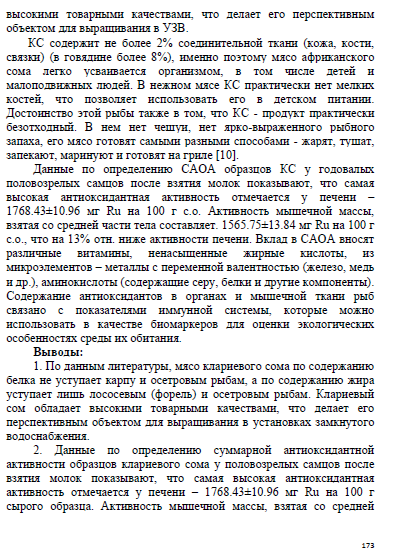 высокими товарными качествами, что делает его перспективным
объектом для выращивания в УЗВ.
КС содержит не более 2% соединительной ткани (кожа, кости,
связки) (в говядине более 8%), именно поэтому мясо африканского
сома легко усваивается организмом, в том числе детей и
малоподвижных людей. В нежном мясе КС практически нет мелких
костей, что позволяет использовать его в детском питании.
Достоинство этой рыбы также в том, что КС - продукт практически
безотходный. В нем нет чешуи, нет ярко-выраженного рыбного
запаха, его мясо готовят самыми разными способами - жарят, тушат,
запекают, маринуют и готовят на гриле [10].
Данные по определению САОА образцов КС у годовалых
половозрелых самцов после взятия молок показывают, что самая
высокая антиоксидантная активность отмечается у печени –
1768.43±10.96 мг Ru на 100 г с.о. Активность мышечной массы,
взятая со средней части тела составляет. 1565.75±13.84 мг Ru на 100 г
с.о., что на 13% отн. ниже активности печени. Вклад в САОА вносят
различные витамины, ненасыщенные жирные кислоты, из
микроэлементов – металлы с переменной валентностью (железо, медь
и др.), аминокислоты (содержащие серу, белки и другие компоненты).
Содержание антиоксидантов в органах и мышечной ткани рыб
связано с показателями иммунной системы, которые можно
использовать в качестве биомаркеров для оценки экологических
особенностях среды их обитания.
Выводы:
1. По данным литературы, мясо клариевого сома по содержанию
белка не уступает карпу и осетровым рыбам, а по содержанию жира
уступает лишь лососевым (форель) и осетровым рыбам. Клариевый
сом обладает высокими товарными качествами, что делает его
перспективным объектом для выращивания в установках замкнутого
водоснабжения.
2. Данные по определению суммарной антиоксидантной
активности образцов клариевого сома у половозрелых самцов после
взятия молок показывают, что самая высокая антиоксидантная
активность отмечается у печени – 1768.43±10.96 мг Ru на 100 г
сырого образца. Активность мышечной массы, взятая со средней
173